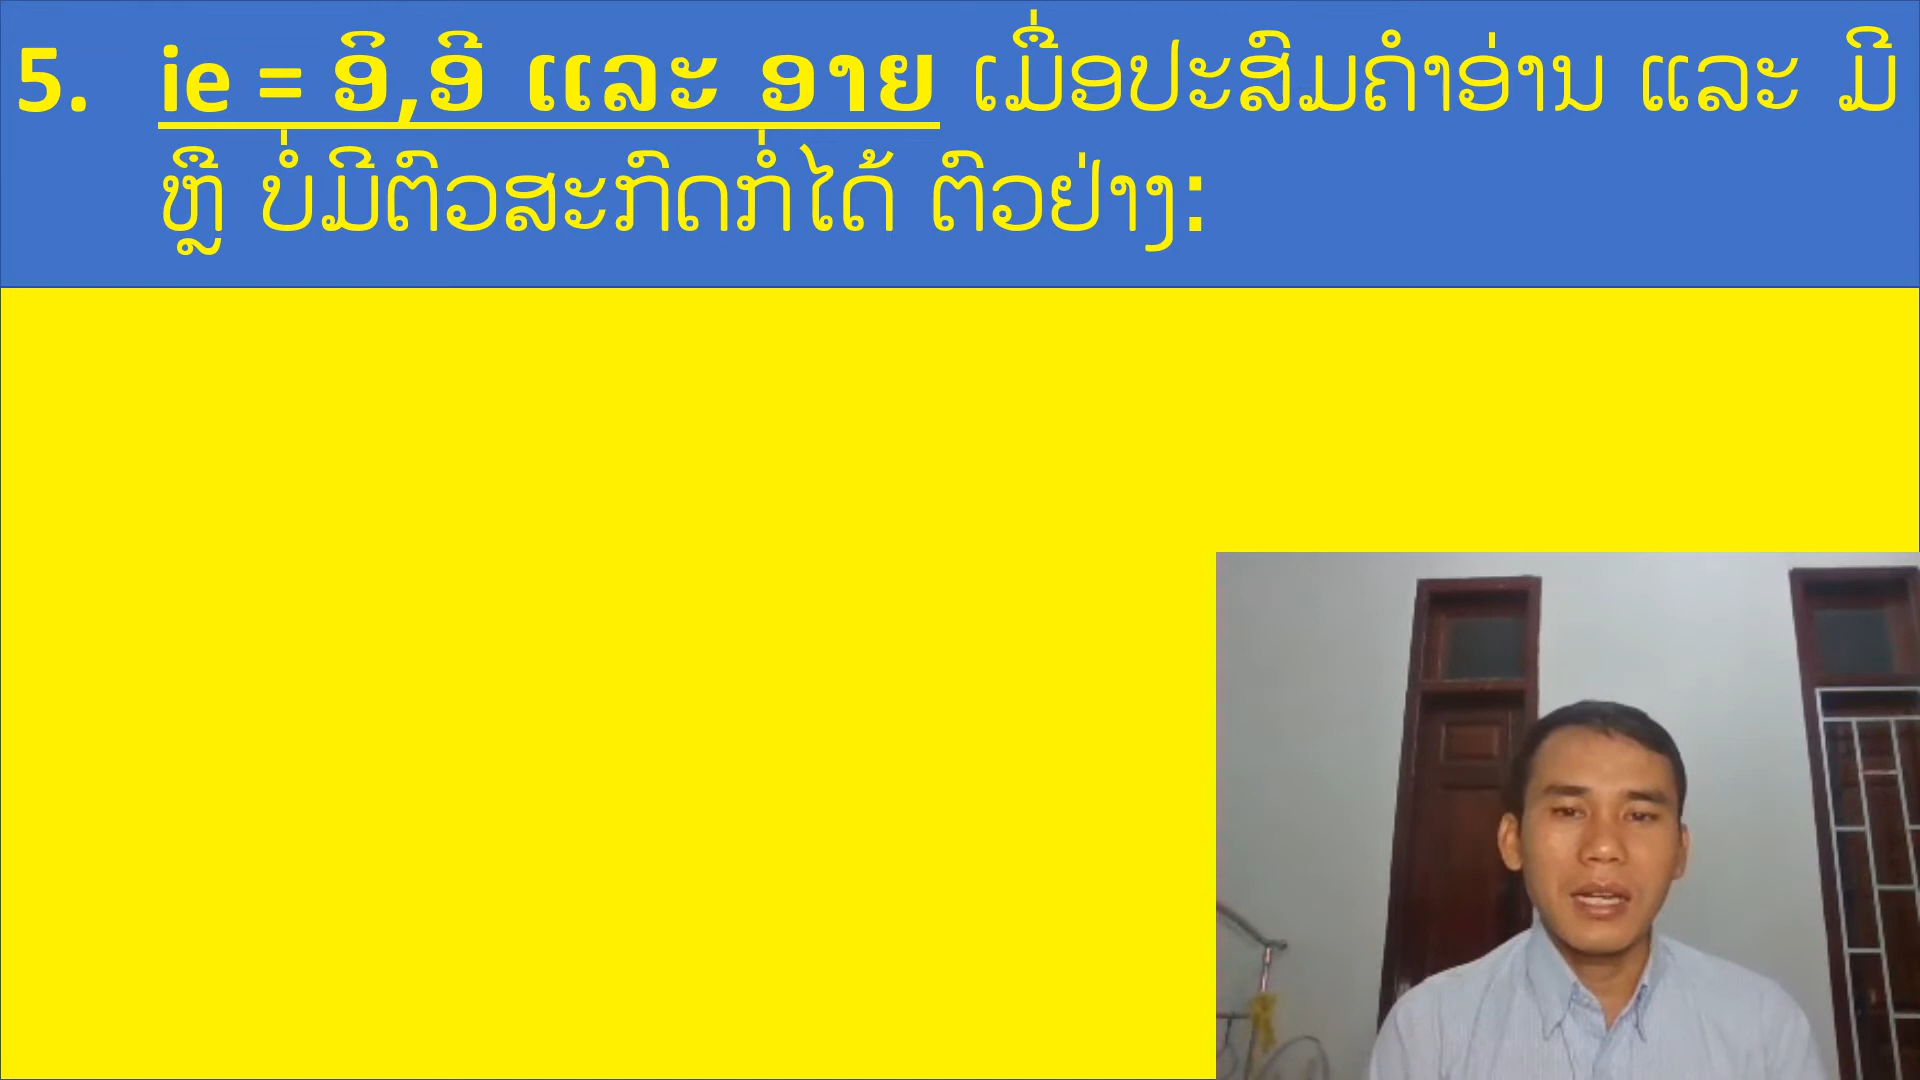 5. ie = ອິ,ອີ ແລະ ອາຍ ເມື່ອປະສົມຄຳອ່ານ ແລະ ມີ
ຫຼື ບໍ່ມີຕົວສະກົດກໍ່ໄດ້ ຕົວຢ່າງ: